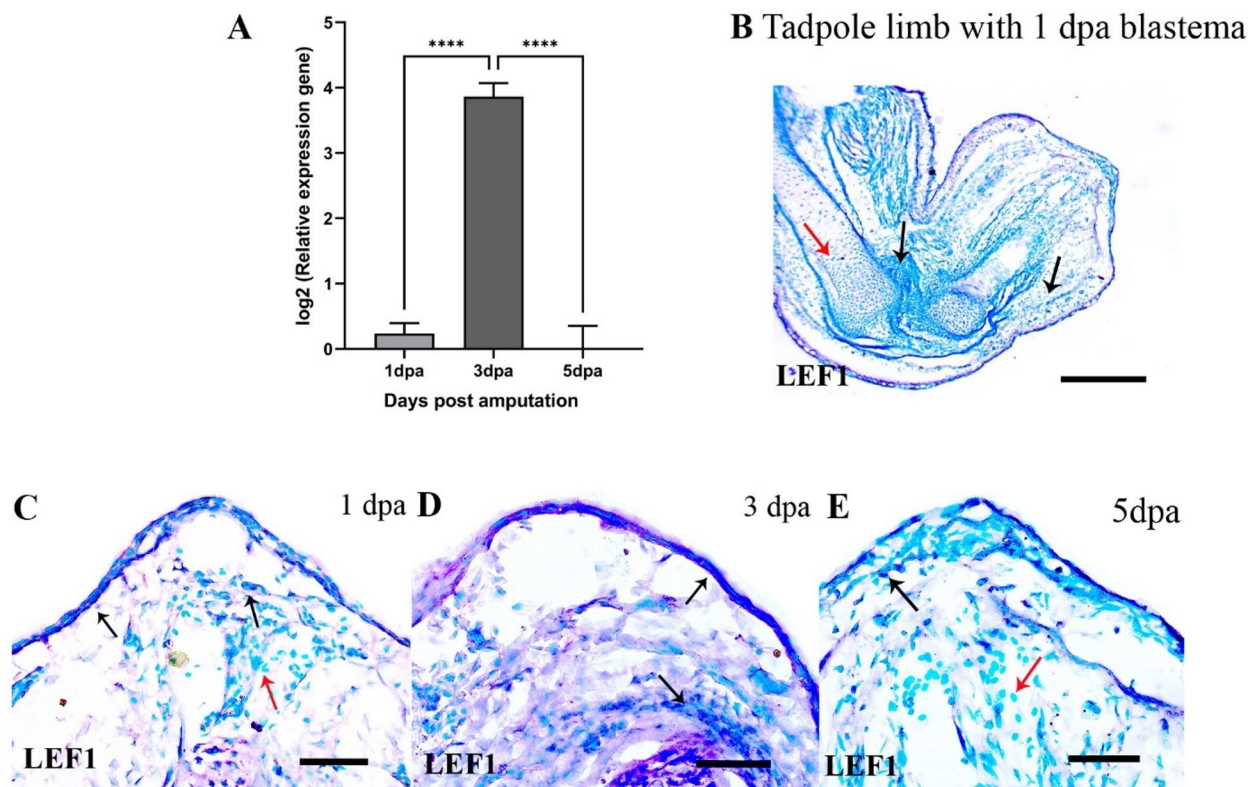 A
B Tadpole limb with 1 dpa blastema
log2 (Relative expression gene)
5
4
3
2
1
0
****
****
1dpa
3dpa
5dpa
Days post amputation
LEF1
C
1 dpa
LEF1
D
3 dpa
LEF1
E
5dpa
LEF1